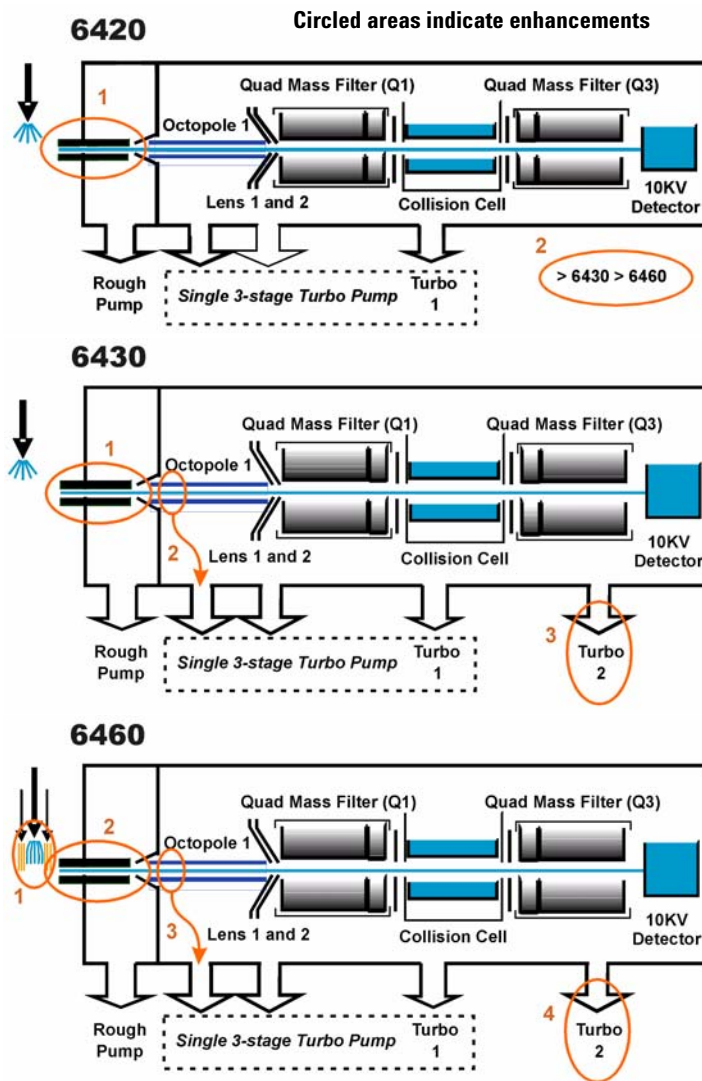 Circled areas indicate enhancements
6420
1
Quad Mass Filter (Q1)
Quad Mass Filter (Q3)
Octopole 1
Lens 1 and 2
Collision Cell
10KV
Detector
Rough
Pump
Single 3-stage Turbo Pump
Turbo
1
2
> 6430 > 6460
6430
1
Quad Mass Filter (Q1)
Quad Mass Filter (Q3)
Octopole 1
2
Lens 1 and 2
Collision Cell
10KV
Detector
Rough
Pump
Single 3-stage Turbo Pump
Turbo
1
3
Turbo
2
6460
1
2
Quad Mass Filter (Q1)
Quad Mass Filter (Q3)
Octopole 1
3
Lens 1 and 2
Collision Cell
10KV
Detector
Rough
Pump
Single 3-stage Turbo Pump
Turbo
1
4
Turbo
2